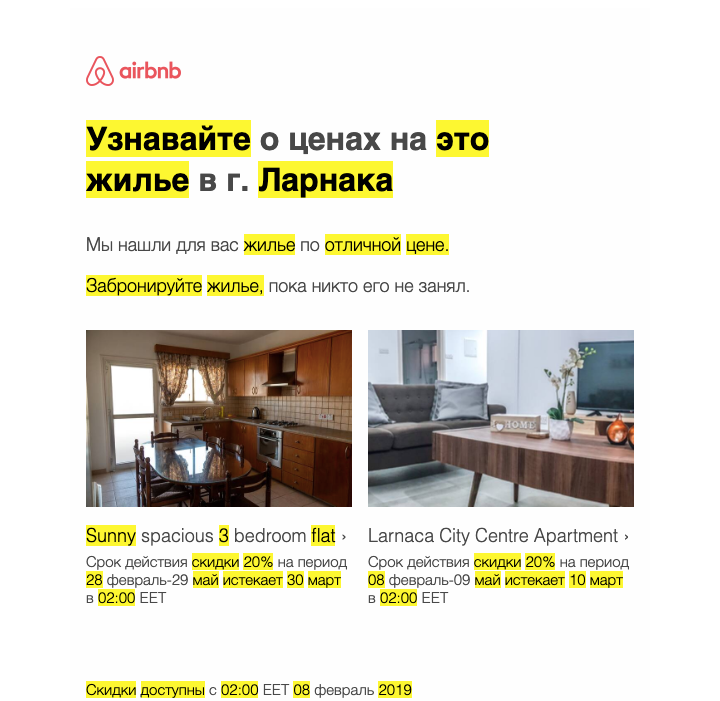 airbnb
Узнавайте о ценах на это
жилье в г. Ларнака
Мы нашли для вас жилье по отличной цене.
Забронируйте жилье, пока никто его не занял.
HOME
Sunny spacious 3 bedroom flat ›
Срок действия скидки 20% на период
28 февраль-29 май истекает 30 март
в 02:00 EET
Larnaca City Centre Apartment ›
Срок действия скидки 20% на период
08 февраль-09 май истекает 10 март
в 02:00 EET
Скидки доступны с 02:00 EET 08 февраль 2019